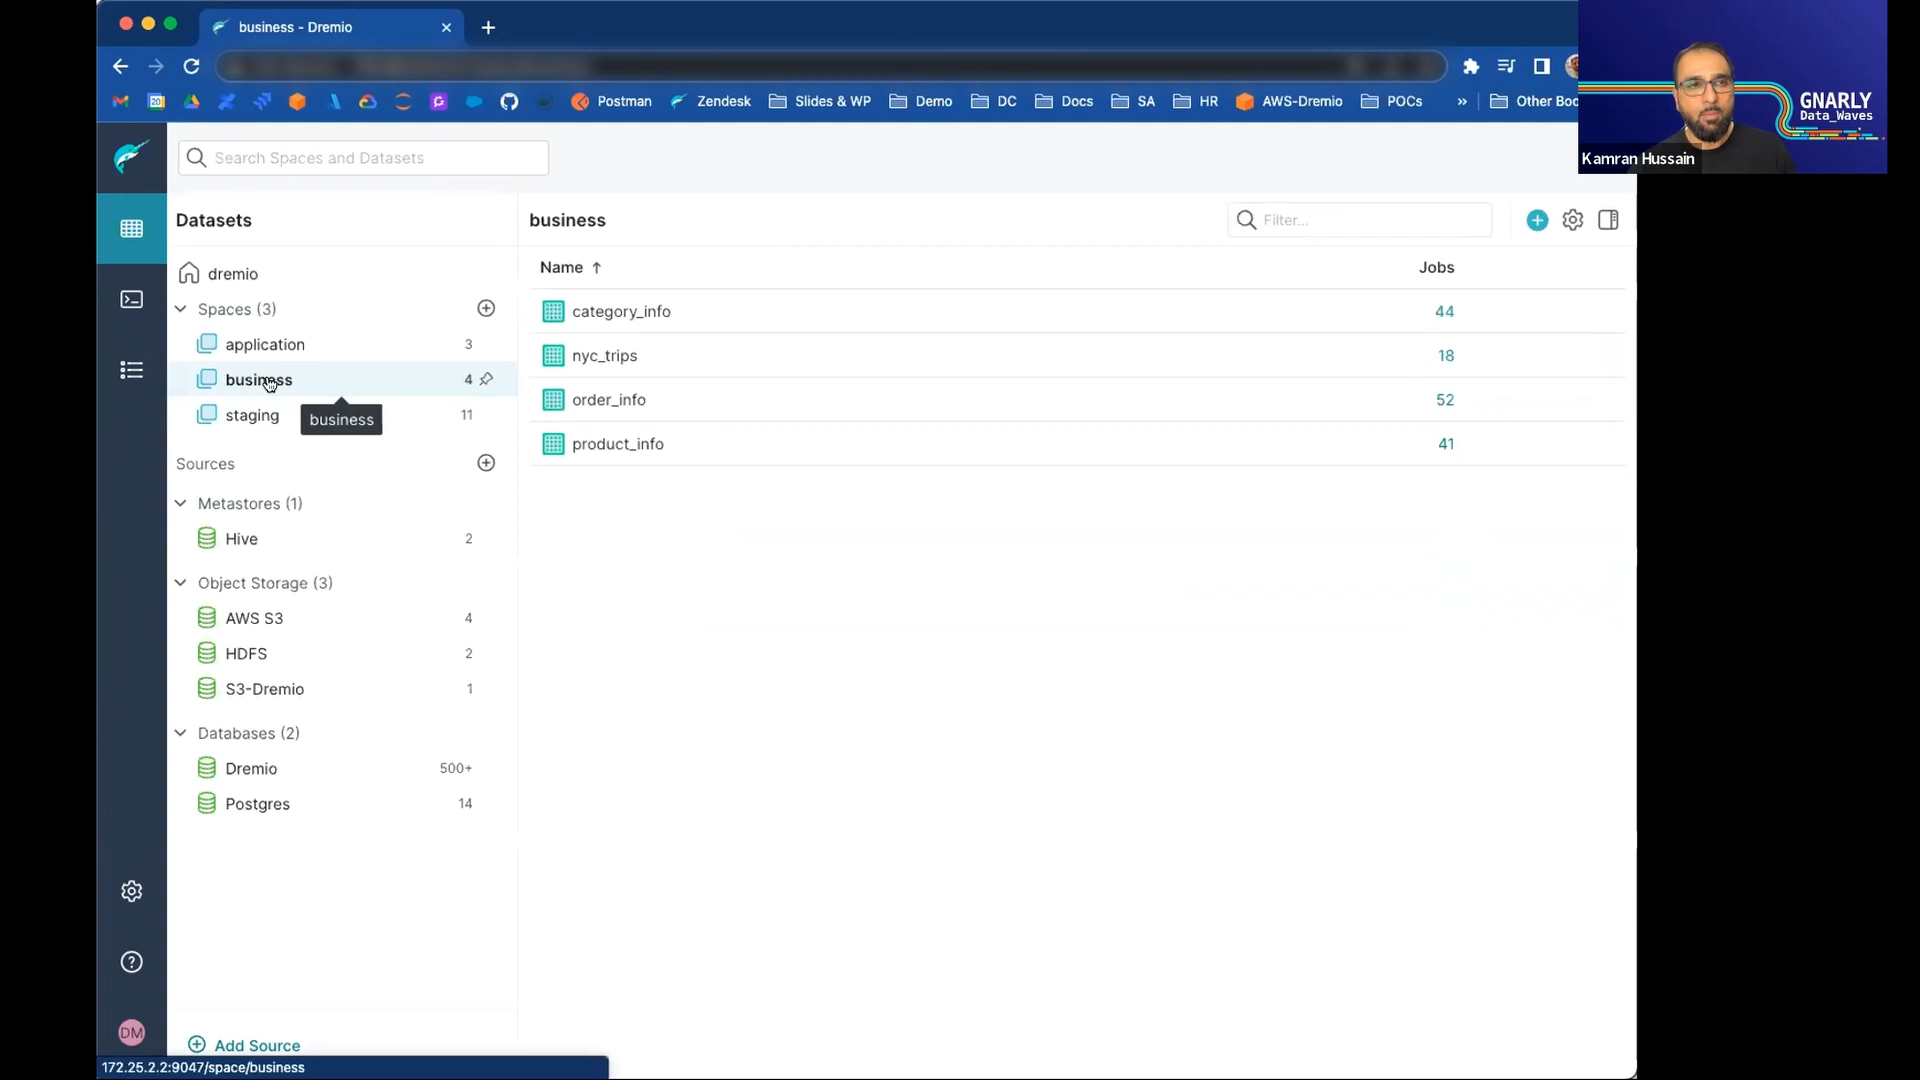 business - Dremio
Postman
Zendesk
Slides & WP
Demo
DC
Docs
SA
HR
AWS-Dremio
POCs
»
Other Boo
GNARLY
Data_Waves
Kamran Hussain
Search Spaces and Datasets
Datasets
business
Filter...
dremio
Name
Jobs
Spaces (3)
category_info 44
application 3
nyc_trips 18
business 4
order_info 52
staging 11
business
product_info 41
Sources
Metastores (1)
Hive 2
Object Storage (3)
AWS S3 4
HDFS 2
S3-Dremio 1
Databases (2)
Dremio 500+
Postgres 14
DM
Add Source
172.25.2.2:9047/space/business